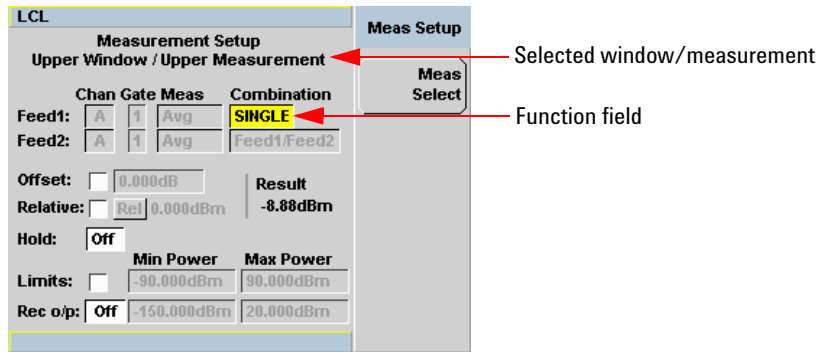 LCL
Measurement Setup
Upper Window / Upper Measurement
Chan Gate Meas Combination
Feed1: A 1 Avg SINGLE
Feed2: A 1 Avg Feed1/Feed2
Offset: 0.000dB Result
Relative: Rel 0.000dBm -8.88dBm
Hold: Off
Min Power Max Power
Limits: -90.000dBm 90.000dBm
Rec o/p: Off -150.000dBm 20.000dBm
Meas Setup
Meas
Select
Selected window/measurement
Function field